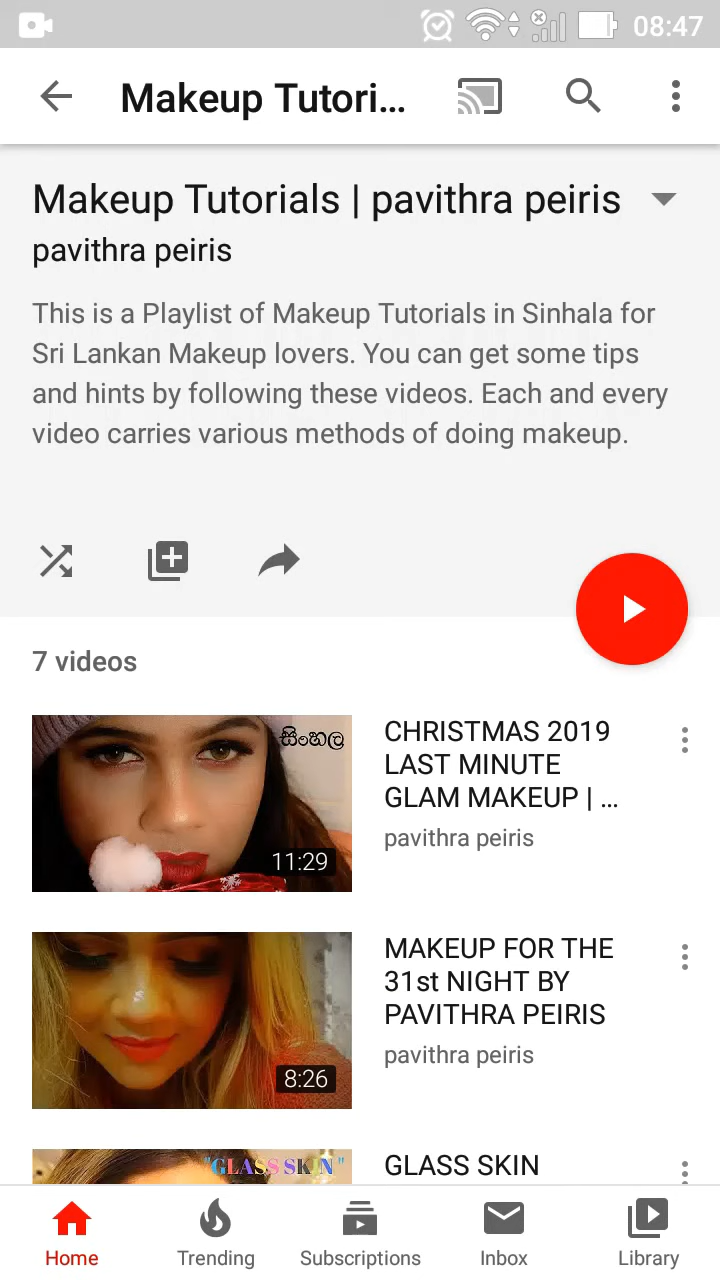 08:47
Makeup Tutori...
Makeup Tutorials | pavithra peiris
pavithra peiris
This is a Playlist of Makeup Tutorials in Sinhala for
Sri Lankan Makeup lovers. You can get some tips
and hints by following these videos. Each and every
video carries various methods of doing makeup.
7 videos
සිංහල
11:29
CHRISTMAS 2019
LAST MINUTE
GLAM MAKEUP | ...
pavithra peiris
8:26
MAKEUP FOR THE
31st NIGHT BY
PAVITHRA PEIRIS
pavithra peiris
"GLASS SKIN"
GLASS SKIN
Home
Trending
Subscriptions
Inbox
Library